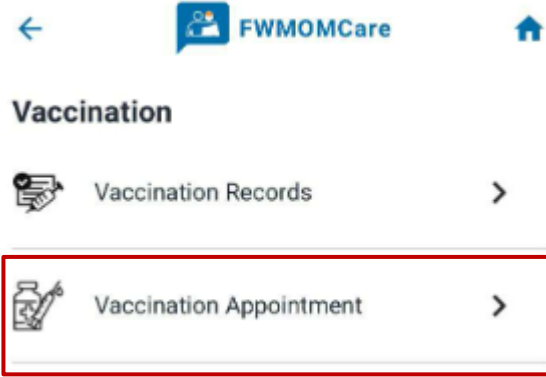 FWMOMCare
Vaccination
Vaccination Records
Vaccination Appointment